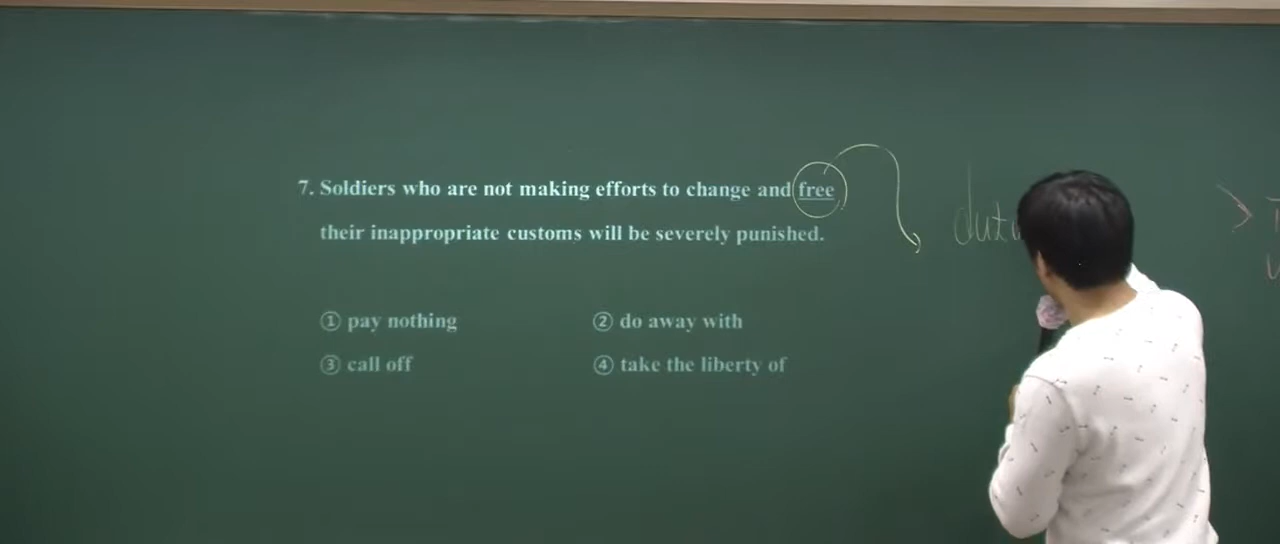 7. Soldiers who are not making efforts to change and free
their inappropriate customs will be severely punished.
① pay nothing
② do away with
③ call off
④ take the liberty of